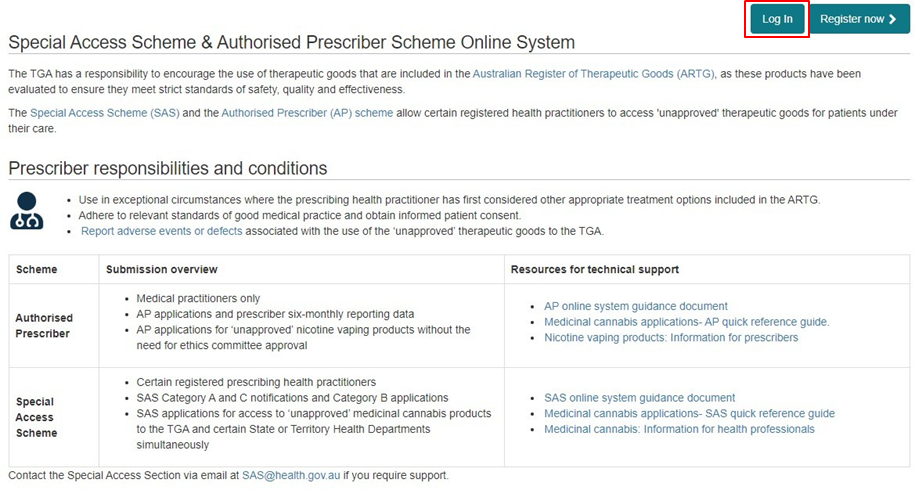 Log In
Register now
Special Access Scheme & Authorised Prescriber Scheme Online System
The TGA has a responsibility to encourage the use of therapeutic goods that are included in the Australian Register of Therapeutic Goods (ARTG), as these products have been
evaluated to ensure they meet strict standards of safety, quality and effectiveness.
The Special Access Scheme (SAS) and the Authorised Prescriber (AP) scheme allow certain registered health practitioners to access 'unapproved' therapeutic goods for patients under
their care.
Prescriber responsibilities and conditions
• Use in exceptional circumstances where the prescribing health practitioner has first considered other appropriate treatment options included in the ARTG.
• Adhere to relevant standards of good medical practice and obtain informed patient consent.
• Report adverse events or defects associated with the use of the ‘unapproved’ therapeutic goods to the TGA.
Scheme
Submission overview
Resources for technical support
Authorised
Prescriber
• Medical practitioners only
• AP applications and prescriber six-monthly reporting data
• AP applications for ‘unapproved’ nicotine vaping products without the
need for ethics committee approval
• AP online system guidance document
• Medicinal cannabis applications- AP quick reference guide.
• Nicotine vaping products: Information for prescribers
Special
Access
Scheme
• Certain registered prescribing health practitioners
• SAS Category A and C notifications and Category B applications
• SAS applications for access to ‘unapproved’ medicinal cannabis products
to the TGA and certain State or Territory Health Departments
simultaneously
• SAS online system guidance document
• Medicinal cannabis applications- SAS quick reference guide
• Medicinal cannabis: Information for health professionals
Contact the Special Access Section via email at SAS@health.gov.au if you require support.